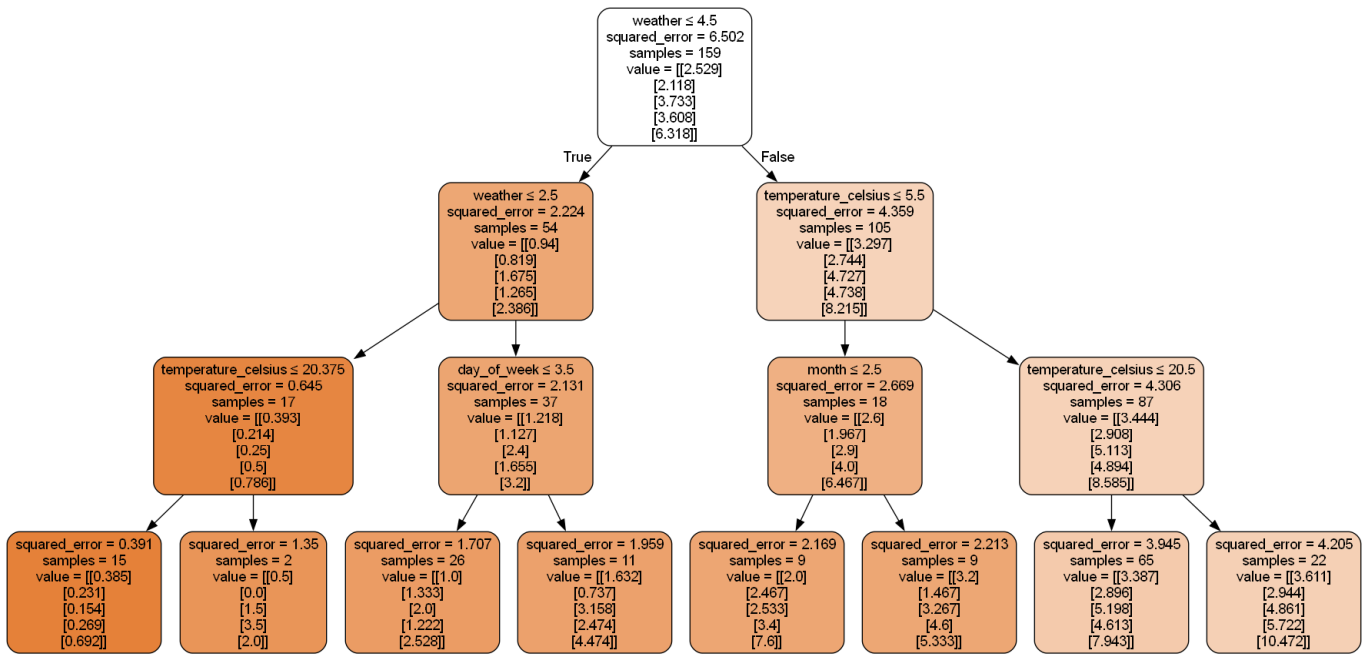 weather ≤ 4.5
squared_error = 6.502
samples = 159
value = [[2.529]
[2.118]
[3.733]
[3.608]
[6.318]]
True
False
weather ≤ 2.5
squared_error = 2.224
samples = 54
value = [[0.94]
[0.819]
[1.675]
[1.265]
[2.386]]
temperature_celsius ≤ 5.5
squared_error = 4.359
samples = 105
value = [[3.297]
[2.744]
[4.727]
[4.738]
[8.215]]
temperature_celsius ≤ 20.375
squared_error = 0.645
samples = 17
value = [[0.393]
[0.214]
[0.25]
[0.5]
[0.786]]
day_of_week ≤ 3.5
squared_error = 2.131
samples = 37
value = [[1.218]
[1.127]
[2.4]
[1.655]
[3.2]]
month ≤ 2.5
squared_error = 2.669
samples = 18
value = [[2.6]
[1.967]
[2.9]
[4.0]
[6.467]]
temperature_celsius ≤ 20.5
squared_error = 4.306
samples = 87
value = [[3.444]
[2.908]
[5.113]
[4.894]
[8.585]]
squared_error = 0.391
samples = 15
value = [[0.385]
[0.231]
[0.154]
[0.269]
[0.692]]
squared_error = 1.35
samples = 2
value = [[0.5]
[0.0]
[1.5]
[3.5]
[2.0]]
squared_error = 1.707
samples = 26
value = [[1.0]
[1.333]
[2.0]
[1.222]
[2.528]]
squared_error = 1.959
samples = 11
value = [[1.632]
[0.737]
[3.158]
[2.474]
[4.474]]
squared_error = 2.169
samples = 9
value = [[2.0]
[2.467]
[2.533]
[3.4]
[7.6]]
squared_error = 2.213
samples = 9
value = [[3.2]
[1.467]
[3.267]
[4.6]
[5.333]]
squared_error = 3.945
samples = 65
value = [[3.387]
[2.896]
[5.198]
[4.613]
[7.943]]
squared_error = 4.205
samples = 22
value = [[3.611]
[2.944]
[4.861]
[5.722]
[10.472]]